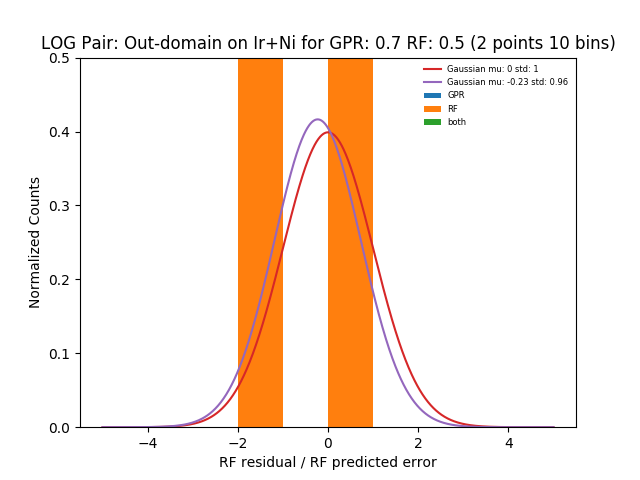 LOG Pair: Out-domain on Ir+Ni for GPR: 0.7 RF: 0.5 (2 points 10 bins)
0.5
0.4
0.3
0.2
0.1
0.0
Normalized Counts
Gaussian mu: 0 std: 1
Gaussian mu: -0.23 std: 0.96
GPR
RF
both
−4 −2 0 2 4
RF residual / RF predicted error